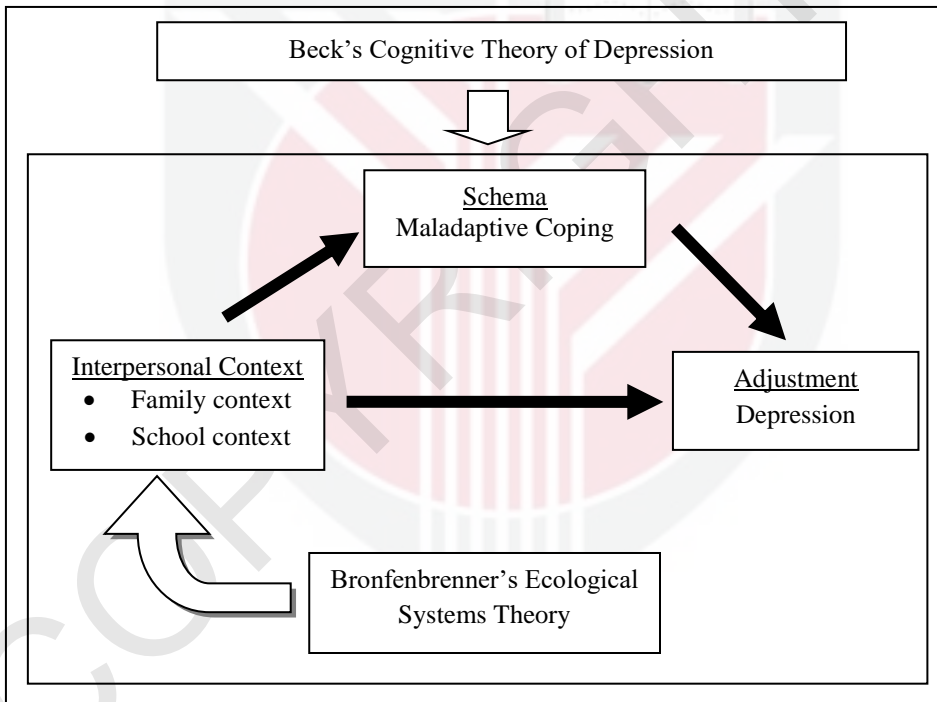 Beck’s Cognitive Theory of Depression
Schema
Maladaptive Coping
Interpersonal Context
• Family context
• School context
Adjustment
Depression
Bronfenbrenner’s Ecological
Systems Theory
COPYRIGHT